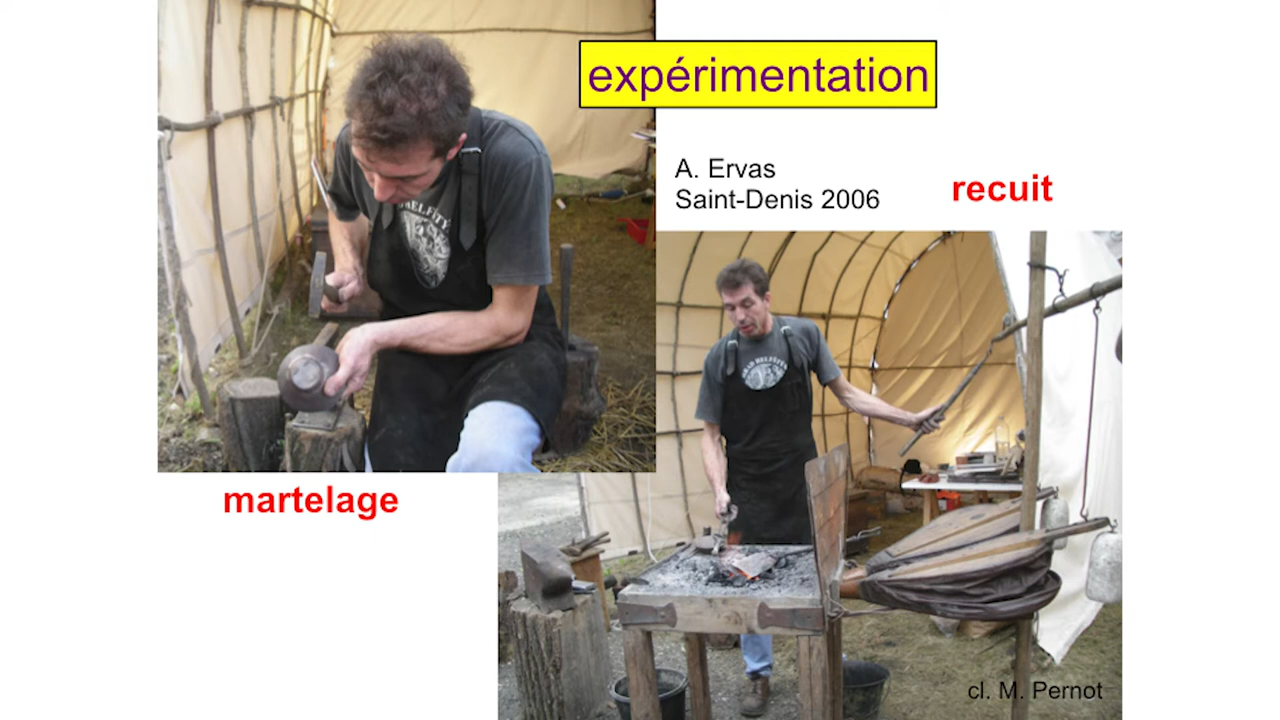 expérimentation
A. Ervas
Saint-Denis 2006
recuit
martelage
cl. M. Pernot